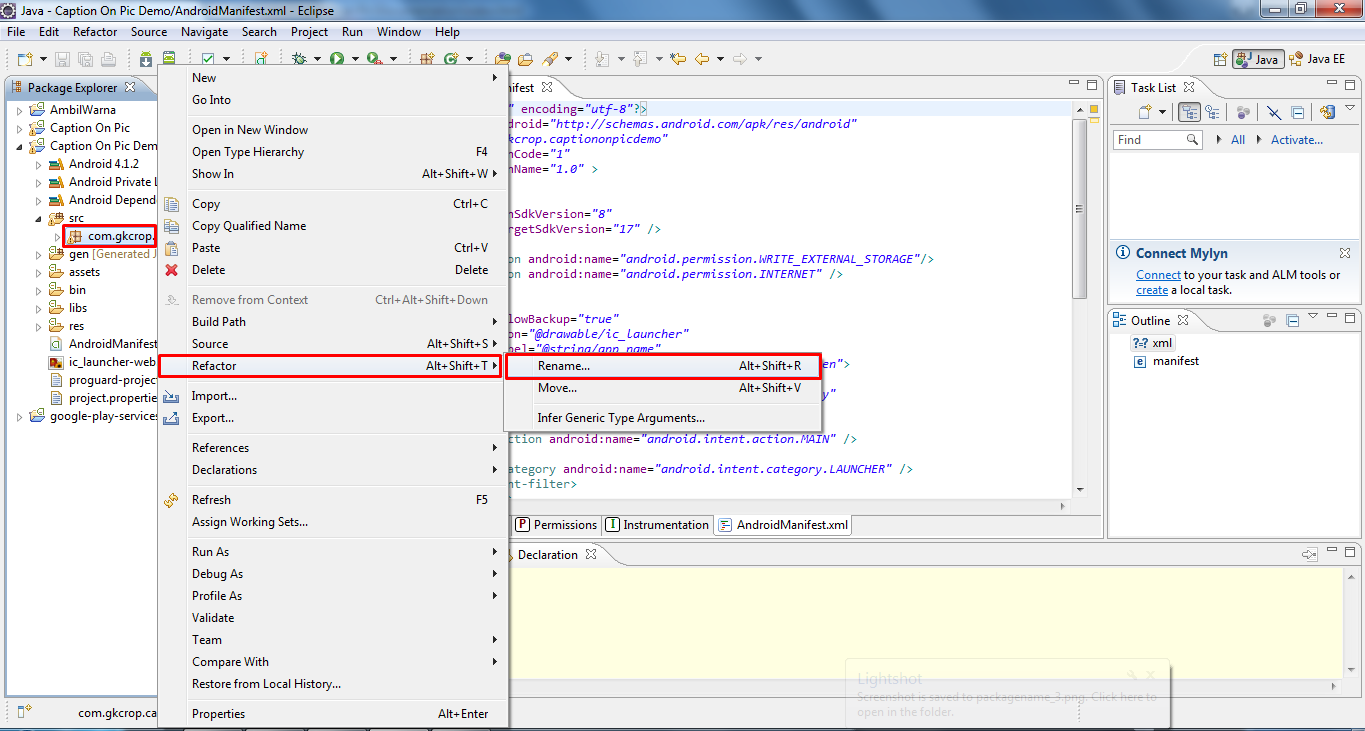 Java - Caption On Pic Demo/AndroidManifest.xml - Eclipse
File Edit Refactor Source Navigate Search Project Run Window Help
Java
Java EE
Package Explorer
AmbilWarna
Caption On Pic
Caption On Pic Dem
Android 4.1.2
Android Private L
Android Depend
src
com.gkcrop.
gen [Generated J
assets
bin
libs
res
AndroidManifest
ic_launcher-web
proguard-project
project.propertie
google-play-services
com.gkcrop.ca
New
Go Into
Open in New Window
Open Type Hierarchy F4
Show In Alt+Shift+W
Copy Ctrl+C
Copy Qualified Name
Paste Ctrl+V
Delete Delete
Remove from Context Ctrl+Alt+Shift+Down
Build Path
Source Alt+Shift+S
Refactor Alt+Shift+T
Import...
Export...
References
Declarations
Refresh F5
Assign Working Sets...
Run As
Debug As
Profile As
Validate
Team
Compare With
Restore from Local History...
Properties Alt+Enter
Rename... Alt+Shift+R
Move... Alt+Shift+V
Infer Generic Type Arguments...
nifest
" encoding="utf-8"?>
droid="http://schemas.android.com/apk/res/android"
gkcrop.captiononpicdemo"
nCode="1"
nName="1.0" >
nSdkVersion="8"
rgetSdkVersion="17" />
on android:name="android.permission.WRITE_EXTERNAL_STORAGE"/>
on android:name="android.permission.INTERNET" />
lowBackup="true"
on="@drawable/ic_launcher"
bel="@string/app_name"
en">
y"
ction android:name="android.intent.action.MAIN" />
ategory android:name="android.intent.category.LAUNCHER" />
nt-filter>
P Permissions
I Instrumentation
AndroidManifest.xml
Declaration
Task List
Find
All
Activate...
Connect Mylyn
Connect to your task and ALM tools or
create a local task.
Outline
?-? xml
e manifest
Lightshot
Screenshot is saved to packagename_3.png. Click here to
open in the folder.